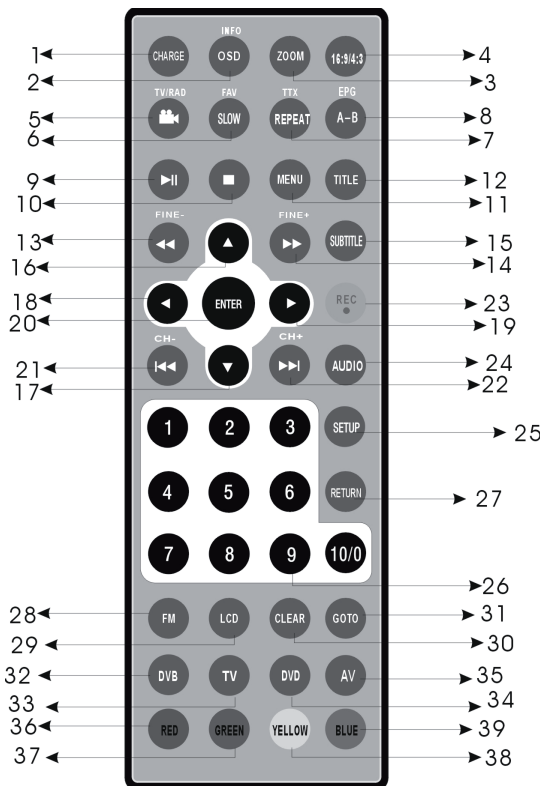 INFO
1 CHARGE OSD ZOOM 16:9/4:3 4
2 3
TV/RAD FAV TTX EPG
5 SLOW REPEAT A-B 8
6 7
9 MENU TITLE 12
10 11
FINE- FINE+
13 SUBTITLE 15
16 14
18 ENTER REC 23
20 19
CH- CH+
21 AUDIO 24
17 22
1 2 3 SETUP 25
4 5 6 RETURN 27
7 8 9 10/0
26
28 FM LCD CLEAR GOTO 31
29 30
32 DVB TV DVD AV 35
33 34
36 RED GREEN YELLOW BLUE 39
37 38